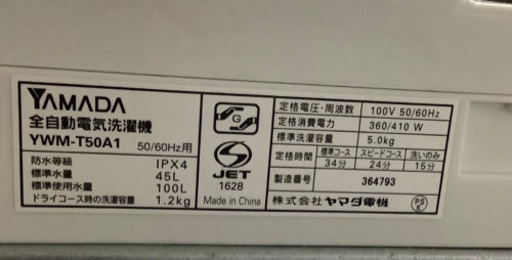 YAMADA
全自動電気洗濯機
YWM-T50A1 50/60Hz用
防水等級 IPX4
標準水量 45L
標準使用水量 100L
ドライコース時の洗濯容量 1.2kg
G
S
JET
1628
Made in China
定格電圧・周波数 100V 50/60Hz
定格消費電力 360/410 W
標準洗濯容量 5.0kg
定格時間 標準コース スピードコース 洗いのみ
34分 24分 15分
製造番号 364793
株式会社ヤマダ電機
PS
E